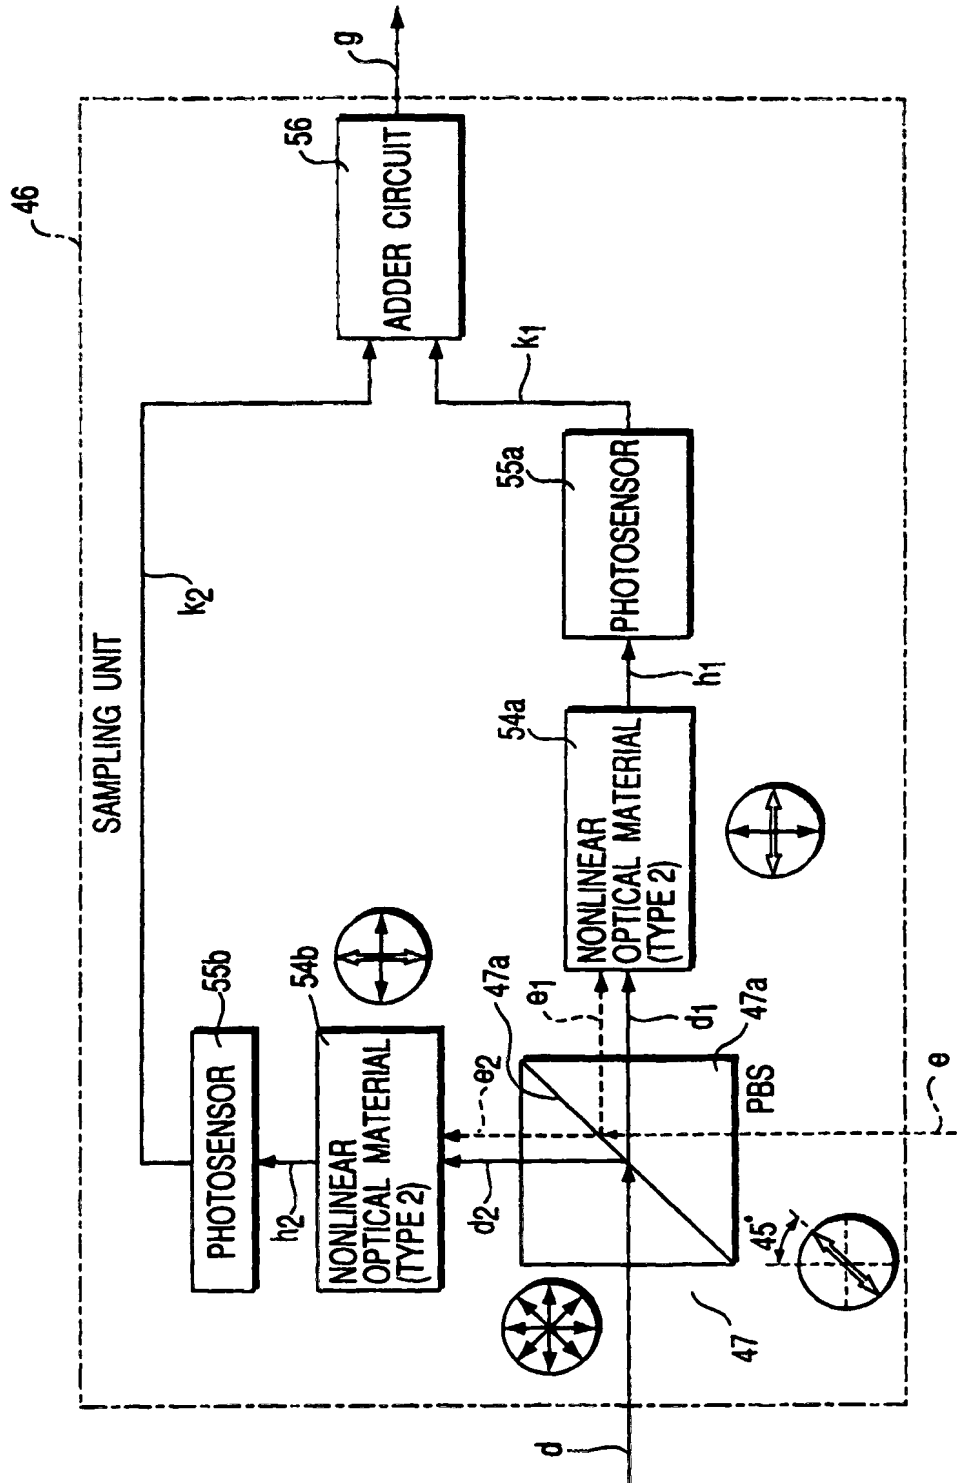 46
SAMPLING UNIT
g
56
ADDER CIRCUIT
k2
k1
55b
PHOTOSENSOR
55a
PHOTOSENSOR
h2
h1
54b
NONLINEAR
OPTICAL MATERIAL
(TYPE 2)
54a
NONLINEAR
OPTICAL MATERIAL
(TYPE 2)
d2
e2
47a
e1
d1
47a
PBS
47
45°
d
e